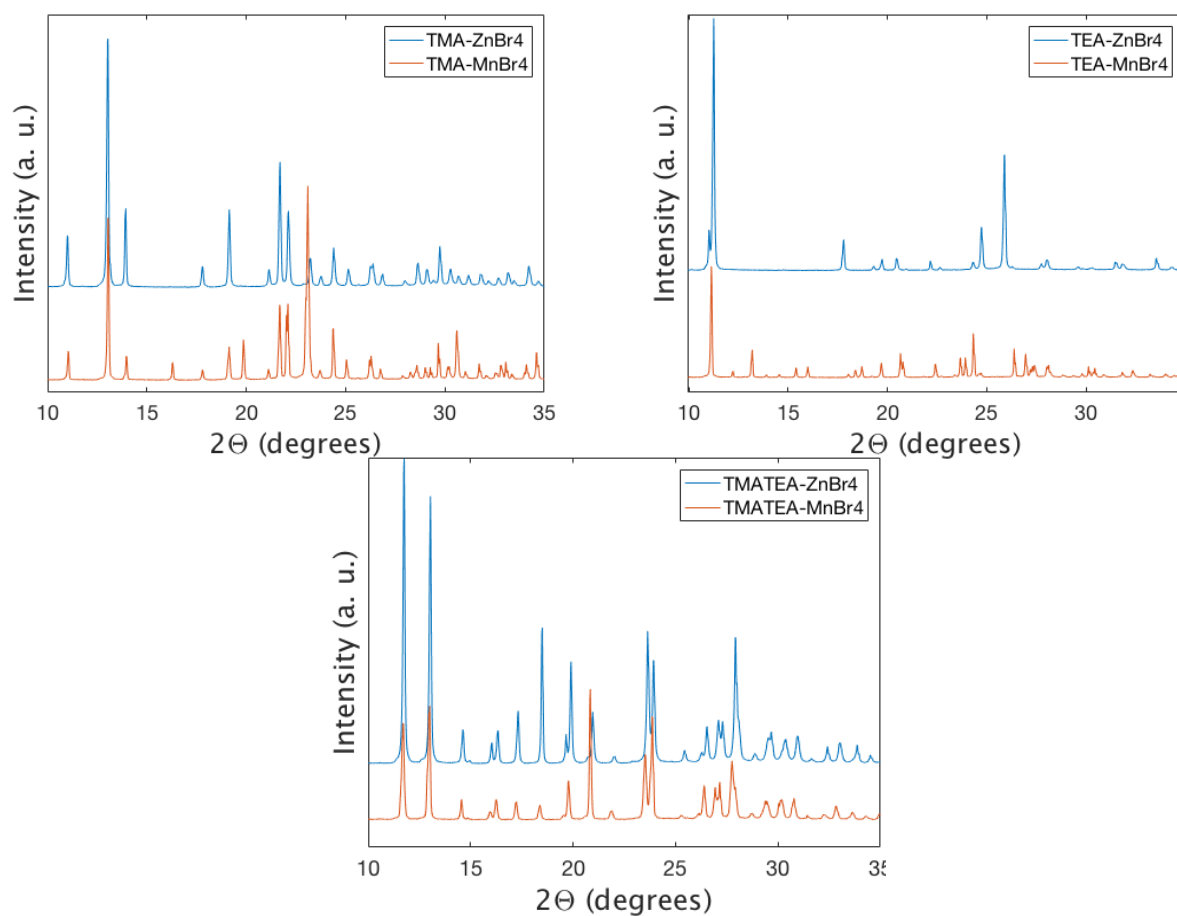 TMA-ZnBr4
TMA-MnBr4
Intensity (a. u.)
10 15 20 25 30 35
2Θ (degrees)
TEA-ZnBr4
TEA-MnBr4
Intensity (a. u.)
10 15 20 25 30
2Θ (degrees)
TMATEA-ZnBr4
TMATEA-MnBr4
Intensity (a. u.)
10 15 20 25 30 35
2Θ (degrees)